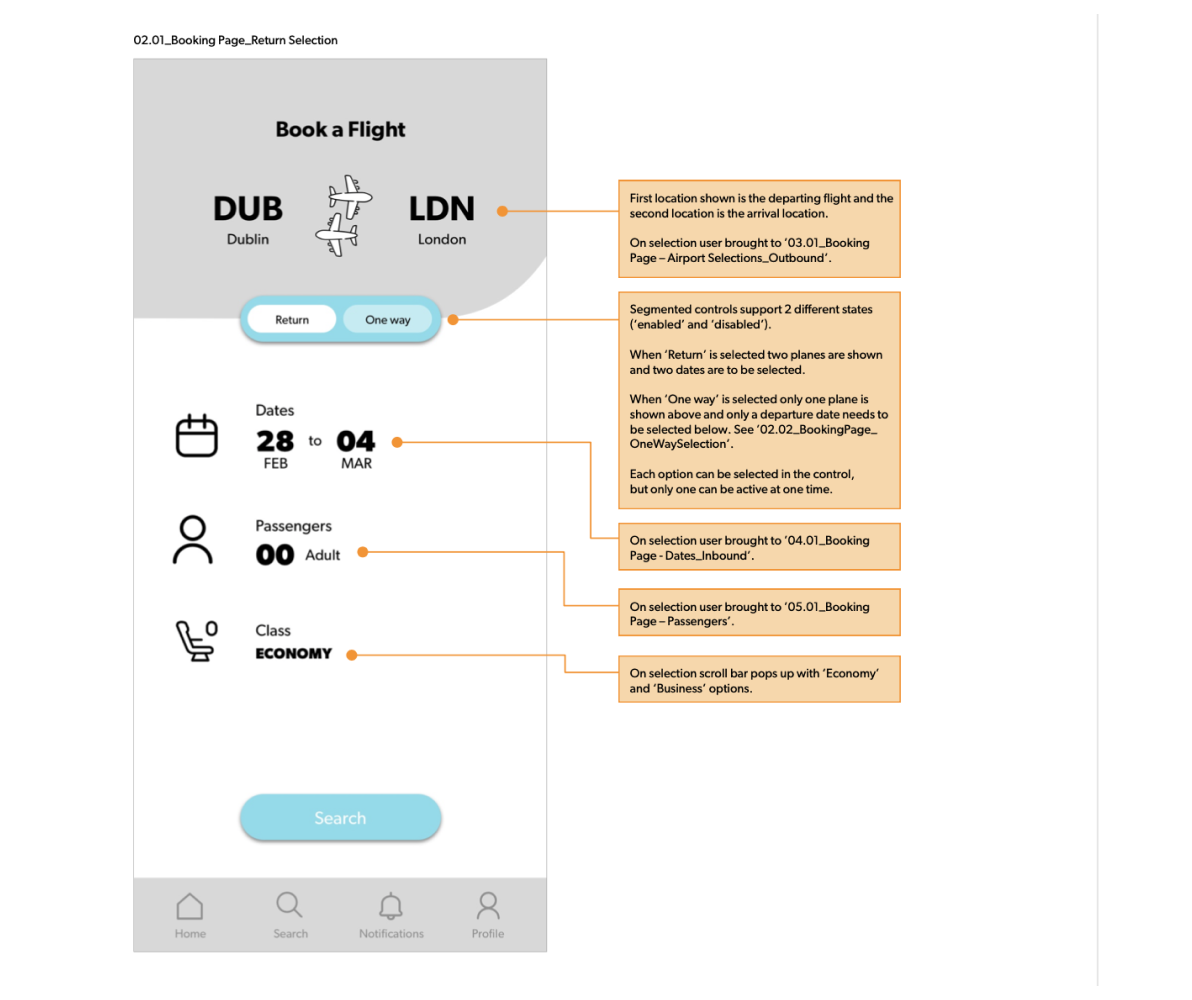 02.01_Booking Page_Return Selection
Book a Flight
DUB
LDN
Dublin
London
Return
One way
Dates
28 to 04
FEB
MAR
Passengers
00 Adult
Class
ECONOMY
Search
Home
Search
Notifications
Profile
First location shown is the departing flight and the
second location is the arrival location.
On selection user brought to ‘03.01_Booking
Page – Airport Selections_Outbound’.
Segmented controls support 2 different states
(‘enabled’ and ‘disabled’).
When ‘Return’ is selected two planes are shown
and two dates are to be selected.
When ‘One way’ is selected only one plane is
shown above and only a departure date needs to
be selected below. See ‘02.02_BookingPage_
OneWaySelection’.
Each option can be selected in the control,
but only one can be active at one time.
On selection user brought to ‘04.01_Booking
Page - Dates_Inbound’.
On selection user brought to ‘05.01_Booking
Page – Passengers’.
On selection scroll bar pops up with ‘Economy’
and ‘Business’ options.